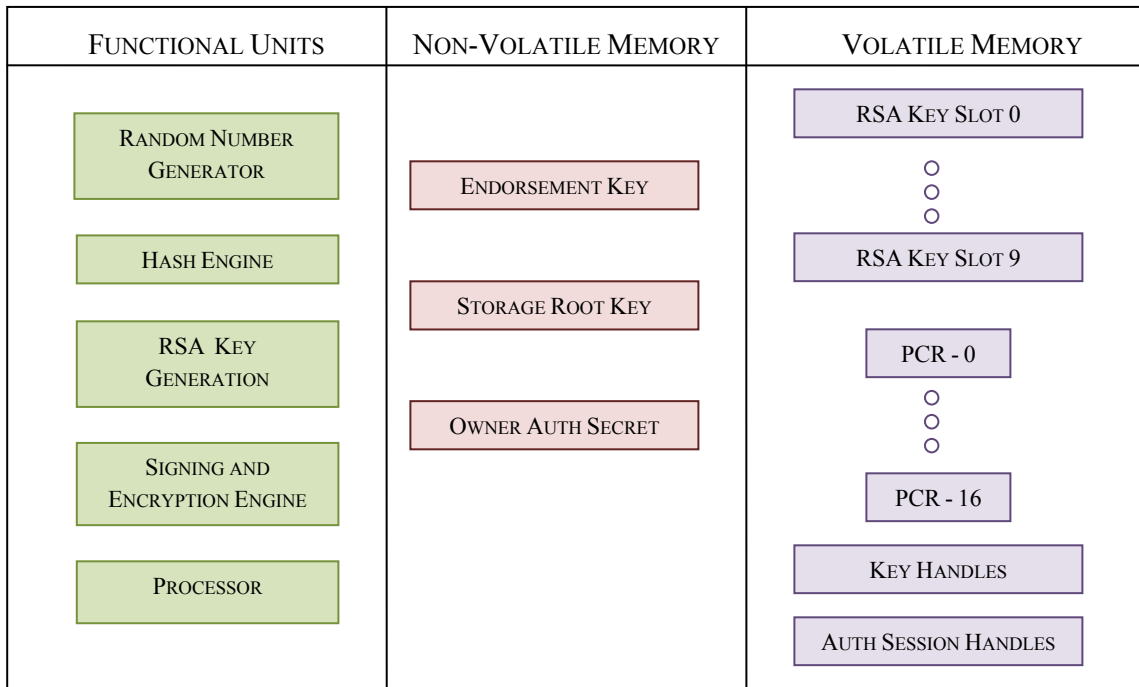 Functional Units
Non-Volatile Memory
Volatile Memory
Random Number
Generator
Hash Engine
RSA Key
Generation
Signing and
Encryption Engine
Processor
Endorsement Key
Storage Root Key
Owner Auth Secret
RSA Key Slot 0
RSA Key Slot 9
PCR - 0
PCR - 16
Key Handles
Auth Session Handles